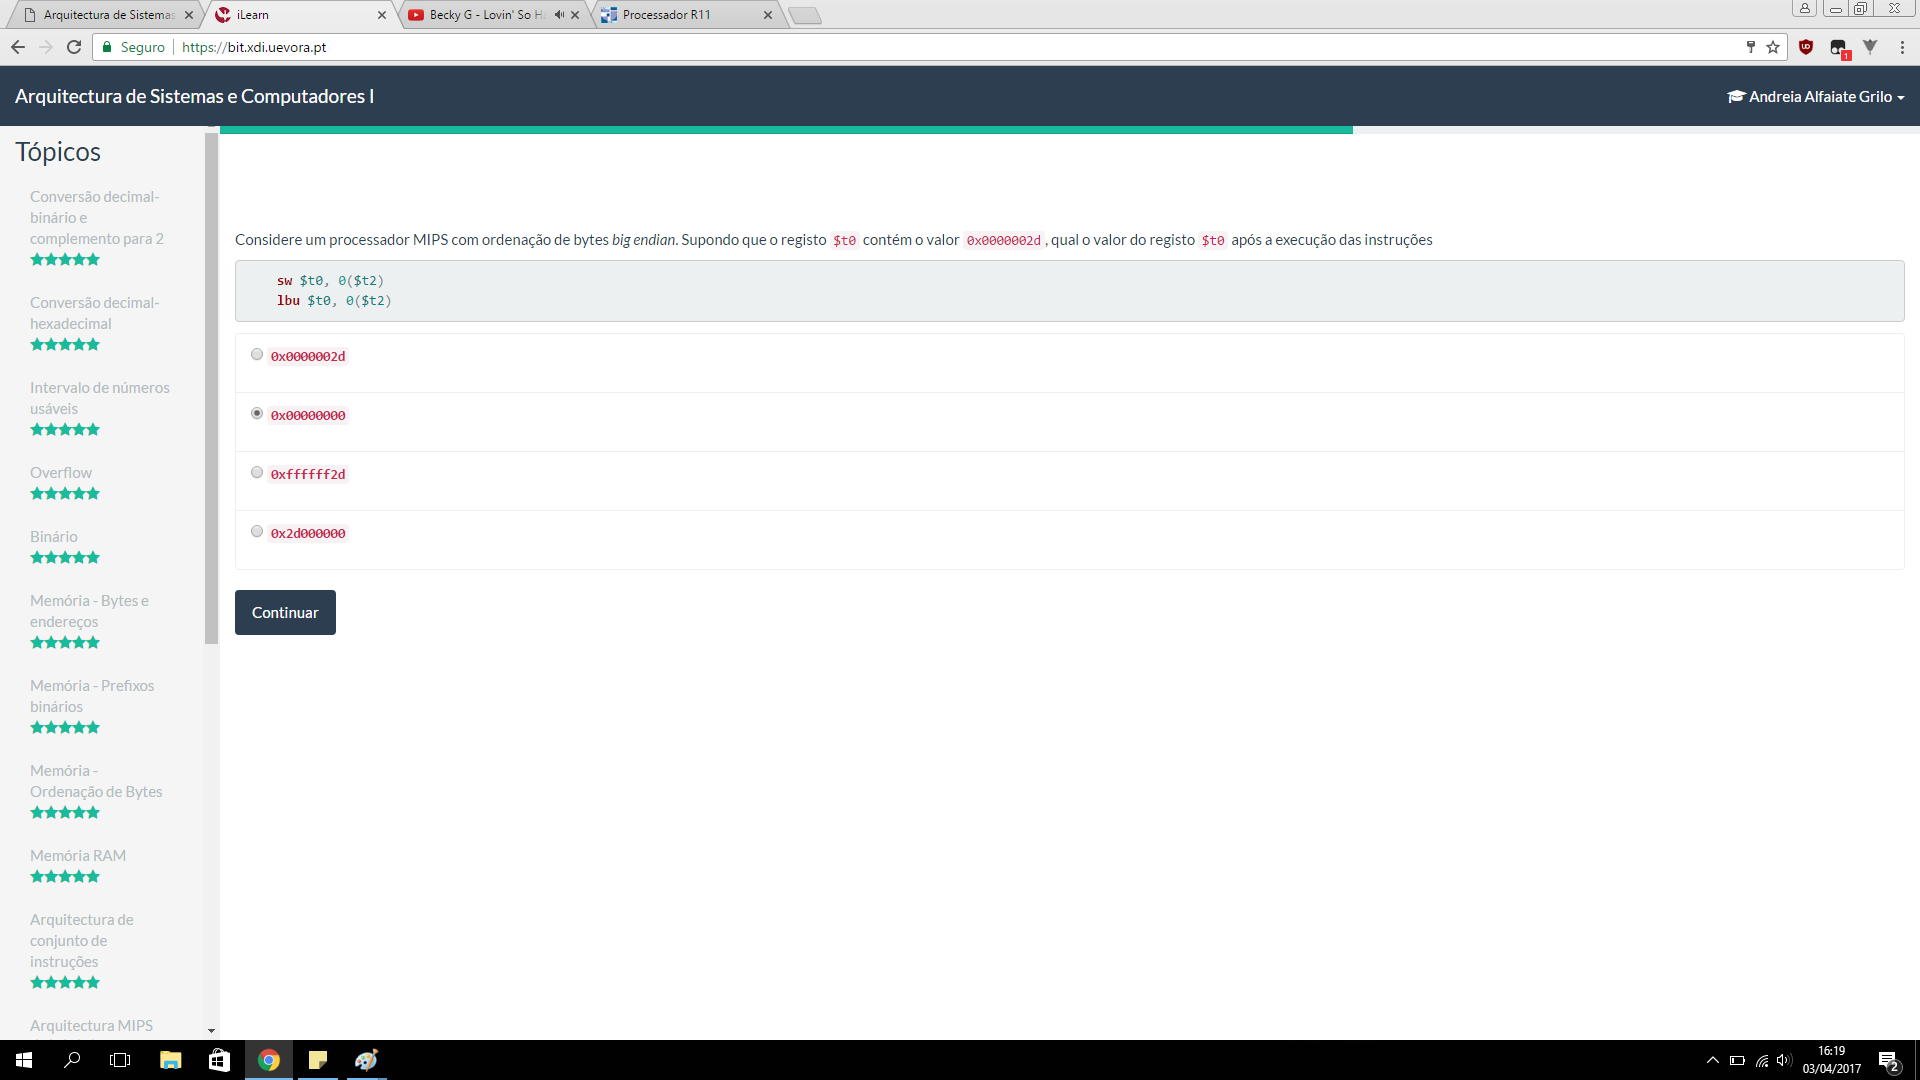 Arquitectura de Sistemas
iLearn
Becky G - Lovin' So H
Processador R11
Seguro
https://bit.xdi.uevora.pt
1
Arquitectura de Sistemas e Computadores I
Andreia Alfaiate Grilo
Tópicos
Conversão decimal-
binário e
complemento para 2
Conversão decimal-
hexadecimal
Intervalo de números
usáveis
Overflow
Binário
Memória - Bytes e
endereços
Memória - Prefixos
binários
Memória -
Ordenação de Bytes
Memória RAM
Arquitectura de
conjunto de
instruções
Arquitectura MIPS
Considere um processador MIPS com ordenação de bytes big endian. Supondo que o registo $t0 contém o valor 0x0000002d, qual o valor do registo $t0 após a execução das instruções
sw $t0, 0($t2)
lbu $t0, 0($t2)
0x0000002d
0x00000000
0xffffff2d
0x2d000000
Continuar
16:19
03/04/2017
2